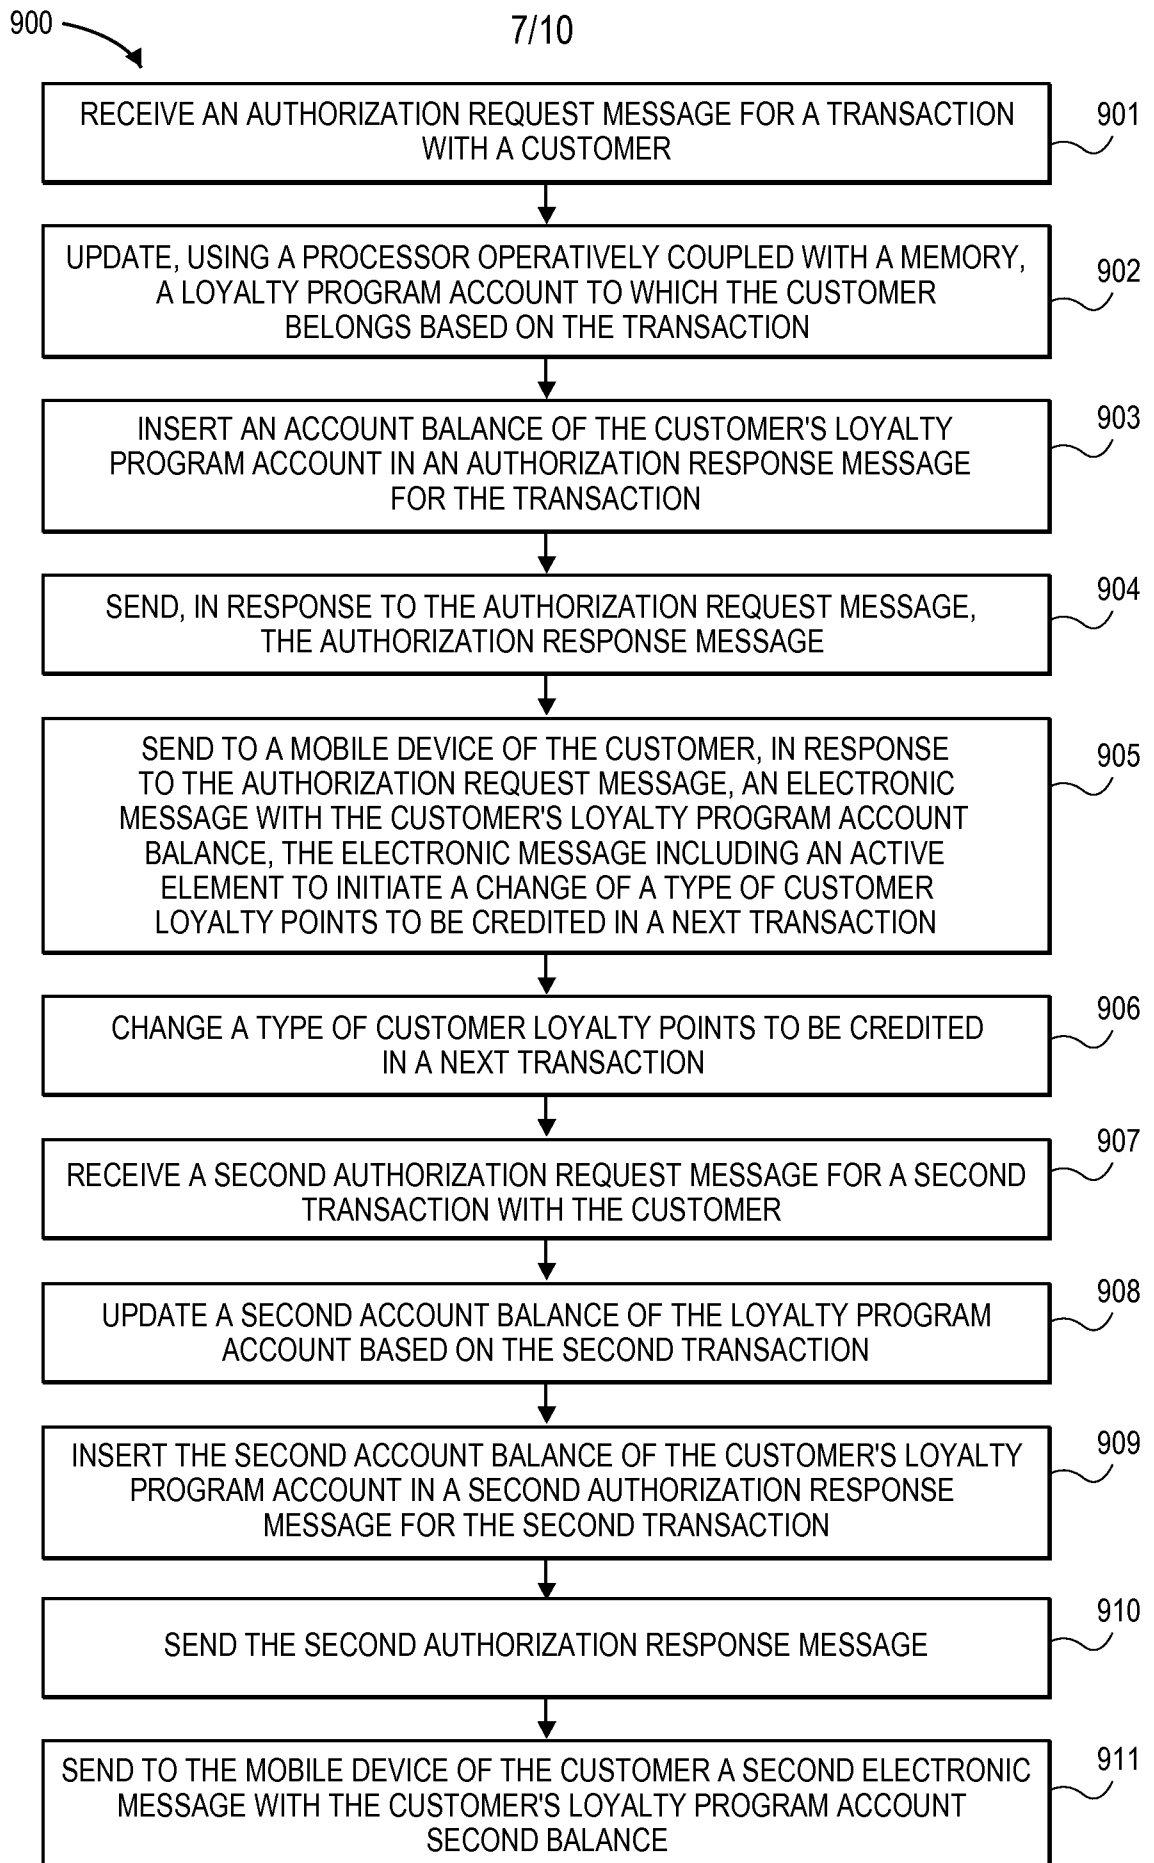 900
7/10
RECEIVE AN AUTHORIZATION REQUEST MESSAGE FOR A TRANSACTION
WITH A CUSTOMER
901
UPDATE, USING A PROCESSOR OPERATIVELY COUPLED WITH A MEMORY,
A LOYALTY PROGRAM ACCOUNT TO WHICH THE CUSTOMER
BELONGS BASED ON THE TRANSACTION
902
INSERT AN ACCOUNT BALANCE OF THE CUSTOMER'S LOYALTY
PROGRAM ACCOUNT IN AN AUTHORIZATION RESPONSE MESSAGE
FOR THE TRANSACTION
903
SEND, IN RESPONSE TO THE AUTHORIZATION REQUEST MESSAGE,
THE AUTHORIZATION RESPONSE MESSAGE
904
SEND TO A MOBILE DEVICE OF THE CUSTOMER, IN RESPONSE
TO THE AUTHORIZATION REQUEST MESSAGE, AN ELECTRONIC
MESSAGE WITH THE CUSTOMER'S LOYALTY PROGRAM ACCOUNT
BALANCE, THE ELECTRONIC MESSAGE INCLUDING AN ACTIVE
ELEMENT TO INITIATE A CHANGE OF A TYPE OF CUSTOMER
LOYALTY POINTS TO BE CREDITED IN A NEXT TRANSACTION
905
CHANGE A TYPE OF CUSTOMER LOYALTY POINTS TO BE CREDITED
IN A NEXT TRANSACTION
906
RECEIVE A SECOND AUTHORIZATION REQUEST MESSAGE FOR A SECOND
TRANSACTION WITH THE CUSTOMER
907
UPDATE A SECOND ACCOUNT BALANCE OF THE LOYALTY PROGRAM
ACCOUNT BASED ON THE SECOND TRANSACTION
908
INSERT THE SECOND ACCOUNT BALANCE OF THE CUSTOMER'S LOYALTY
PROGRAM ACCOUNT IN A SECOND AUTHORIZATION RESPONSE
MESSAGE FOR THE SECOND TRANSACTION
909
SEND THE SECOND AUTHORIZATION RESPONSE MESSAGE
910
SEND TO THE MOBILE DEVICE OF THE CUSTOMER A SECOND ELECTRONIC
MESSAGE WITH THE CUSTOMER'S LOYALTY PROGRAM ACCOUNT
SECOND BALANCE
911